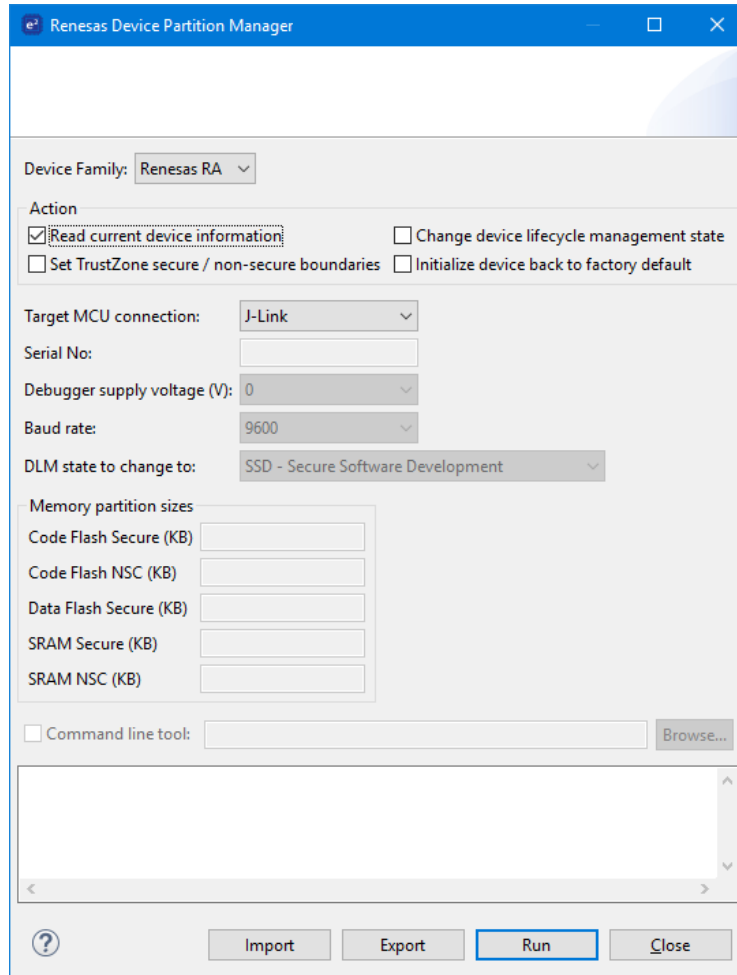 e² Renesas Device Partition Manager
Device Family: Renesas RA
Action
Read current device information Change device lifecycle management state
Set TrustZone secure / non-secure boundaries Initialize device back to factory default
Target MCU connection: J-Link
Serial No:
Debugger supply voltage (V): 0
Baud rate: 9600
DLM state to change to: SSD - Secure Software Development
Memory partition sizes
Code Flash Secure (KB)
Code Flash NSC (KB)
Data Flash Secure (KB)
SRAM Secure (KB)
SRAM NSC (KB)
Command line tool: Browse...
? Import Export Run Close